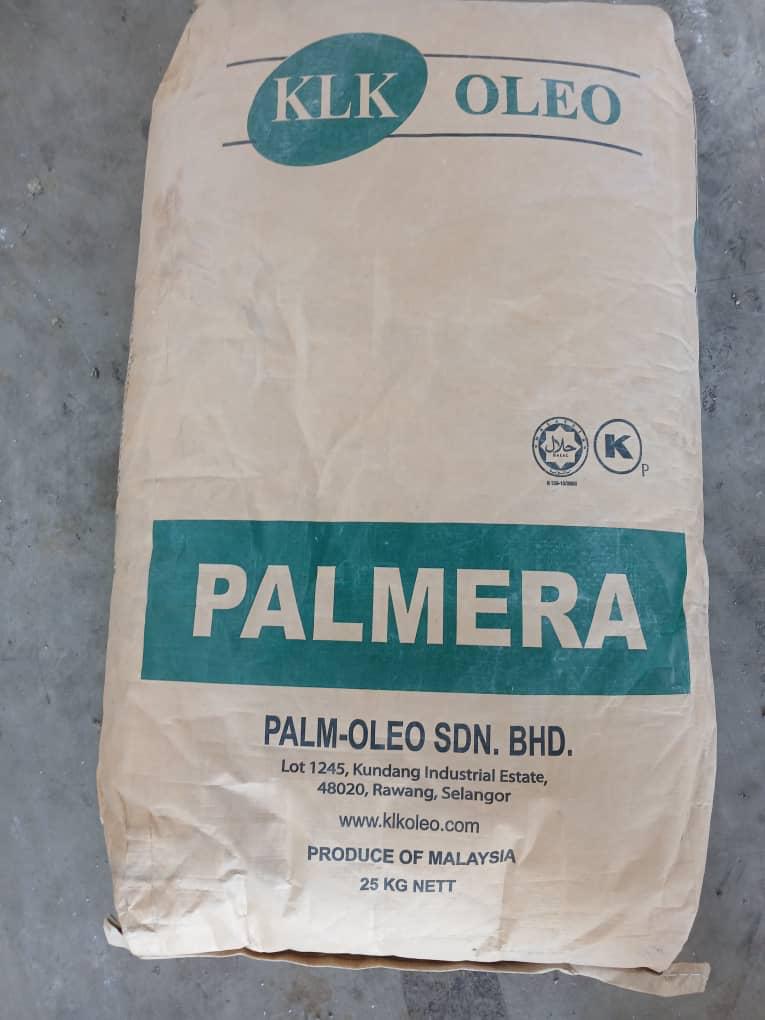 KLK OLEO
حلال
HALAL
K
P
PALMERA
PALM-OLEO SDN. BHD.
Lot 1245, Kundang Industrial Estate,
48020, Rawang, Selangor
www.klkoleo.com
PRODUCE OF MALAYSIA
25 KG NETT